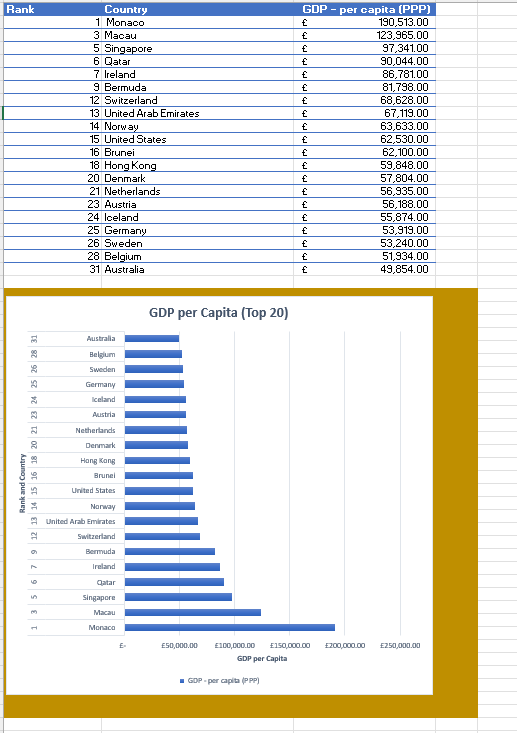 Rank Country GDP - per capita (PPP)
1 Monaco £ 190,513.00
3 Macau £ 123,965.00
5 Singapore £ 97,341.00
6 Qatar £ 90,044.00
7 Ireland £ 86,781.00
9 Bermuda £ 81,798.00
12 Switzerland £ 68,628.00
13 United Arab Emirates £ 67,119.00
14 Norway £ 63,633.00
15 United States £ 62,530.00
16 Brunei £ 62,100.00
18 Hong Kong £ 59,848.00
20 Denmark £ 57,804.00
21 Netherlands £ 56,935.00
23 Austria £ 56,188.00
24 Iceland £ 55,874.00
25 Germany £ 53,919.00
26 Sweden £ 53,240.00
28 Belgium £ 51,934.00
31 Australia £ 49,854.00
GDP per Capita (Top 20)
Rank and Country
31 Australia
28 Belgium
26 Sweden
25 Germany
24 Iceland
23 Austria
21 Netherlands
20 Denmark
18 Hong Kong
16 Brunei
15 United States
14 Norway
13 United Arab Emirates
12 Switzerland
9 Bermuda
7 Ireland
6 Qatar
5 Singapore
3 Macau
1 Monaco
£- £50,000.00 £100,000.00 £150,000.00 £200,000.00 £250,000.00
GDP per Capita
GDP - per capita (PPP)